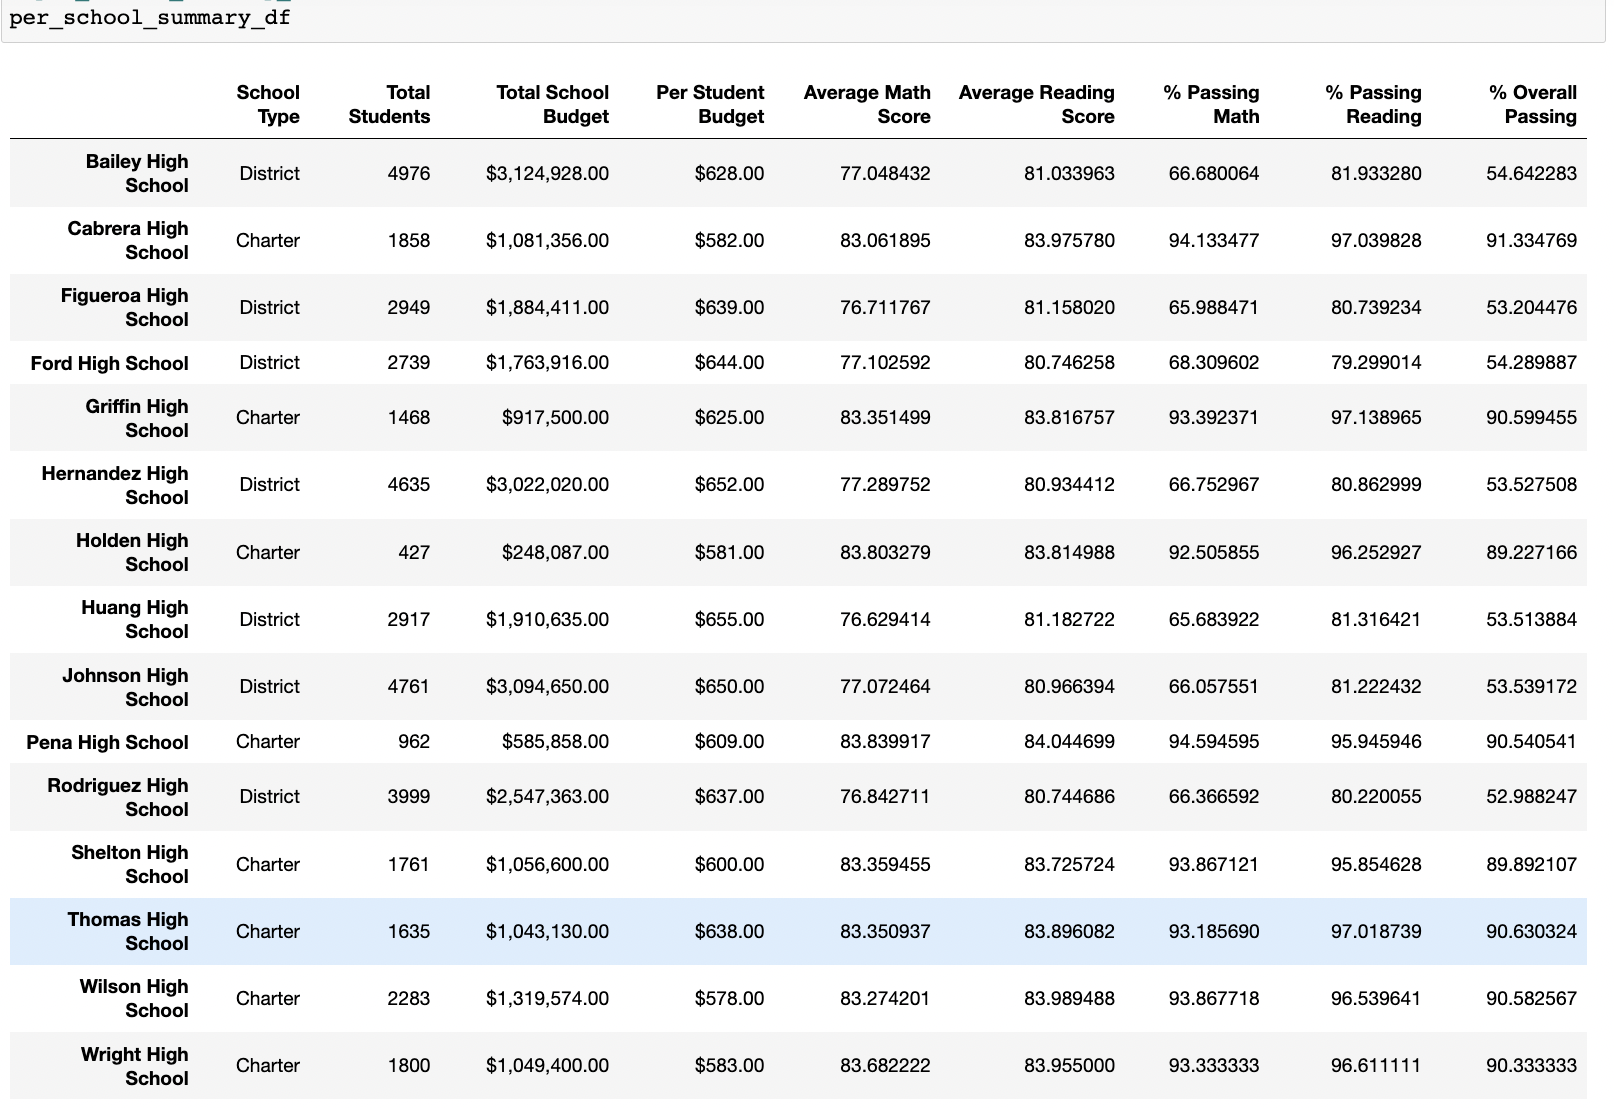 per_school_summary_df
School Type Total Students Total School Budget Per Student Budget Average Math Score Average Reading Score % Passing Math % Passing Reading % Overall Passing
Bailey High School District 4976 $3,124,928.00 $628.00 77.048432 81.033963 66.680064 81.933280 54.642283
Cabrera High School Charter 1858 $1,081,356.00 $582.00 83.061895 83.975780 94.133477 97.039828 91.334769
Figueroa High School District 2949 $1,884,411.00 $639.00 76.711767 81.158020 65.988471 80.739234 53.204476
Ford High School District 2739 $1,763,916.00 $644.00 77.102592 80.746258 68.309602 79.299014 54.289887
Griffin High School Charter 1468 $917,500.00 $625.00 83.351499 83.816757 93.392371 97.138965 90.599455
Hernandez High School District 4635 $3,022,020.00 $652.00 77.289752 80.934412 66.752967 80.862999 53.527508
Holden High School Charter 427 $248,087.00 $581.00 83.803279 83.814988 92.505855 96.252927 89.227166
Huang High School District 2917 $1,910,635.00 $655.00 76.629414 81.182722 65.683922 81.316421 53.513884
Johnson High School District 4761 $3,094,650.00 $650.00 77.072464 80.966394 66.057551 81.222432 53.539172
Pena High School Charter 962 $585,858.00 $609.00 83.839917 84.044699 94.594595 95.945946 90.540541
Rodriguez High School District 3999 $2,547,363.00 $637.00 76.842711 80.744686 66.366592 80.220055 52.988247
Shelton High School Charter 1761 $1,056,600.00 $600.00 83.359455 83.725724 93.867121 95.854628 89.892107
Thomas High School Charter 1635 $1,043,130.00 $638.00 83.350937 83.896082 93.185690 97.018739 90.630324
Wilson High School Charter 2283 $1,319,574.00 $578.00 83.274201 83.989488 93.867718 96.539641 90.582567
Wright High School Charter 1800 $1,049,400.00 $583.00 83.682222 83.955000 93.333333 96.611111 90.333333